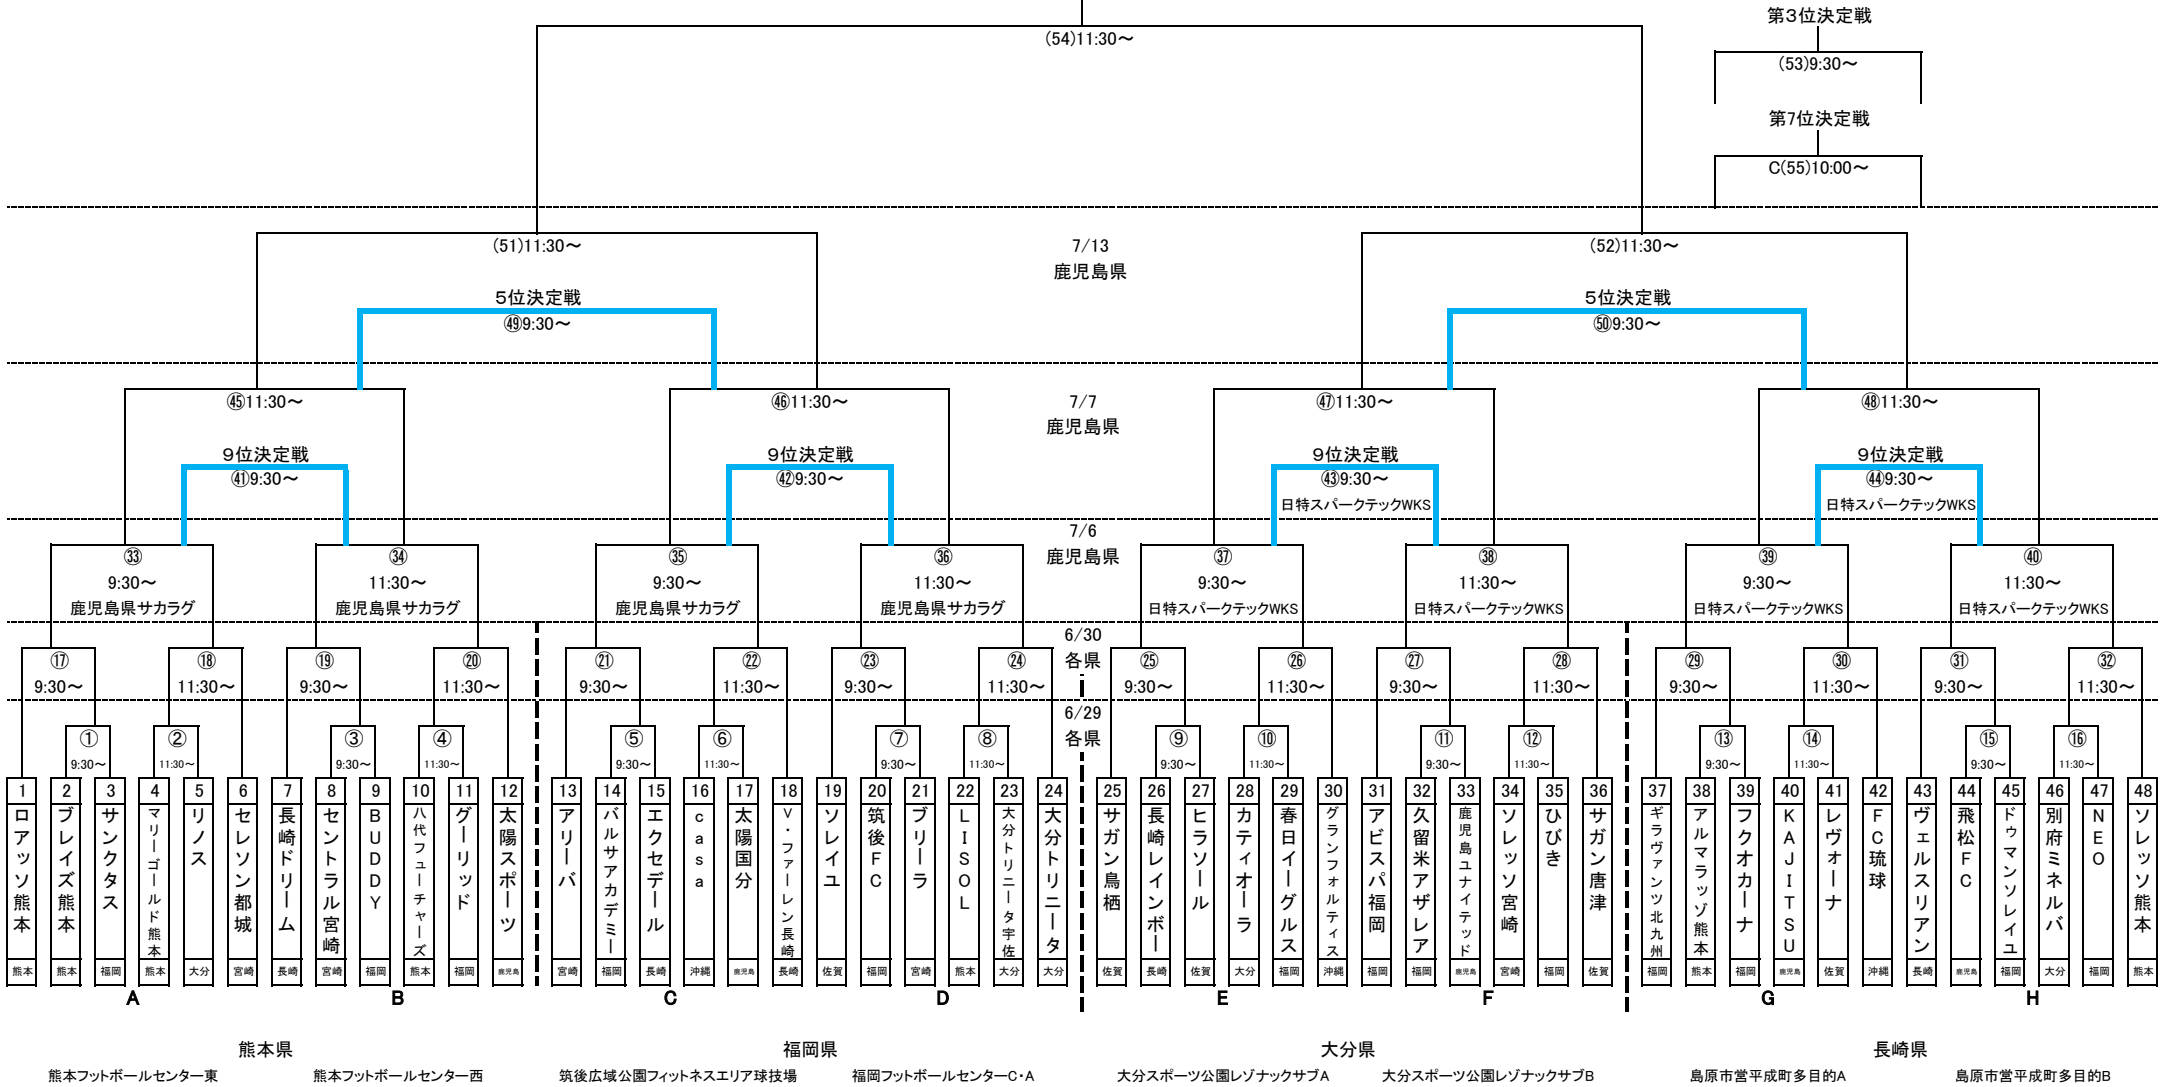 (54)11:30～
第3位決定戦
(53)9:30～
第7位決定戦
C(55)10:00～
(51)11:30～
7/13
鹿児島県
(52)11:30～
5位決定戦
㊾9:30～
5位決定戦
㊿9:30～
㊺11:30～
㊻11:30～
7/7
鹿児島県
㊼11:30～
㊽11:30～
9位決定戦
㊶9:30～
9位決定戦
㊷9:30～
9位決定戦
㊸9:30～
日特スパークテックWKS
9位決定戦
㊹9:30～
日特スパークテックWKS
7/6
鹿児島県
㉝
9:30～
鹿児島県サカラグ
㉞
11:30～
鹿児島県サカラグ
㉟
9:30～
鹿児島県サカラグ
㊱
11:30～
鹿児島県サカラグ
㊲
9:30～
日特スパークテックWKS
㊳
11:30～
日特スパークテックWKS
㊴
9:30～
日特スパークテックWKS
㊵
11:30～
日特スパークテックWKS
6/30
各県
⑰
9:30～
⑱
11:30～
⑲
9:30～
⑳
11:30～
㉑
9:30～
㉒
11:30～
㉓
9:30～
㉔
11:30～
㉕
9:30～
㉖
11:30～
㉗
9:30～
㉘
11:30～
㉙
9:30～
㉚
11:30～
㉛
9:30～
㉜
11:30～
6/29
各県
①
9:30～
②
11:30～
③
9:30～
④
11:30～
⑤
9:30～
⑥
11:30～
⑦
9:30～
⑧
11:30～
⑨
9:30～
⑩
11:30～
⑪
9:30～
⑫
11:30～
⑬
9:30～
⑭
11:30～
⑮
9:30～
⑯
11:30～
1 ロアッソ熊本 熊本
2 ブレイズ熊本 熊本
3 サンクタス 福岡
4 マリーゴールド熊本 熊本
5 リノス 大分
6 セレソン都城 宮崎
7 長崎ドリーム 長崎
8 セントラル宮崎 宮崎
9 BUDDY 福岡
10 八代フューチャーズ 熊本
11 グーリッド 福岡
12 太陽スポーツ 鹿児島
13 アリーバ 宮崎
14 バルサアカデミー 福岡
15 エクセデール 長崎
16 casa 沖縄
17 太陽国分 鹿児島
18 V・ファーレン長崎 長崎
19 ソレイユ 佐賀
20 筑後FC 福岡
21 ブリーラ 宮崎
22 LISOL 熊本
23 大分トリニータ宇佐 大分
24 大分トリニータ 大分
25 サガン鳥栖 佐賀
26 長崎レインボー 長崎
27 ヒラソール 佐賀
28 カティオーラ 大分
29 春日イーグルス 福岡
30 グランフォルティス 沖縄
31 アビスパ福岡 福岡
32 久留米アザレア 福岡
33 鹿児島ユナイテッド 鹿児島
34 ソレッソ宮崎 宮崎
35 ひびき 福岡
36 サガン唐津 佐賀
37 ギラヴァンツ北九州 福岡
38 アルマラッゾ熊本 熊本
39 フクオカーナ 福岡
40 KAJITSU 鹿児島
41 レヴォーナ 佐賀
42 FC琉球 沖縄
43 ヴェルスリアン 長崎
44 飛松FC 鹿児島
45 ドゥマンソレイユ 福岡
46 別府ミネルバ 大分
47 NEO 福岡
48 ソレッソ熊本 熊本
A
B
C
D
E
F
G
H
熊本県
福岡県
大分県
長崎県
熊本フットボールセンター東
熊本フットボールセンター西
筑後広域公園フィットネスエリア球技場
福岡フットボールセンターC・A
大分スポーツ公園レゾナックサブA
大分スポーツ公園レゾナックサブB
島原市営平成町多目的A
島原市営平成町多目的B